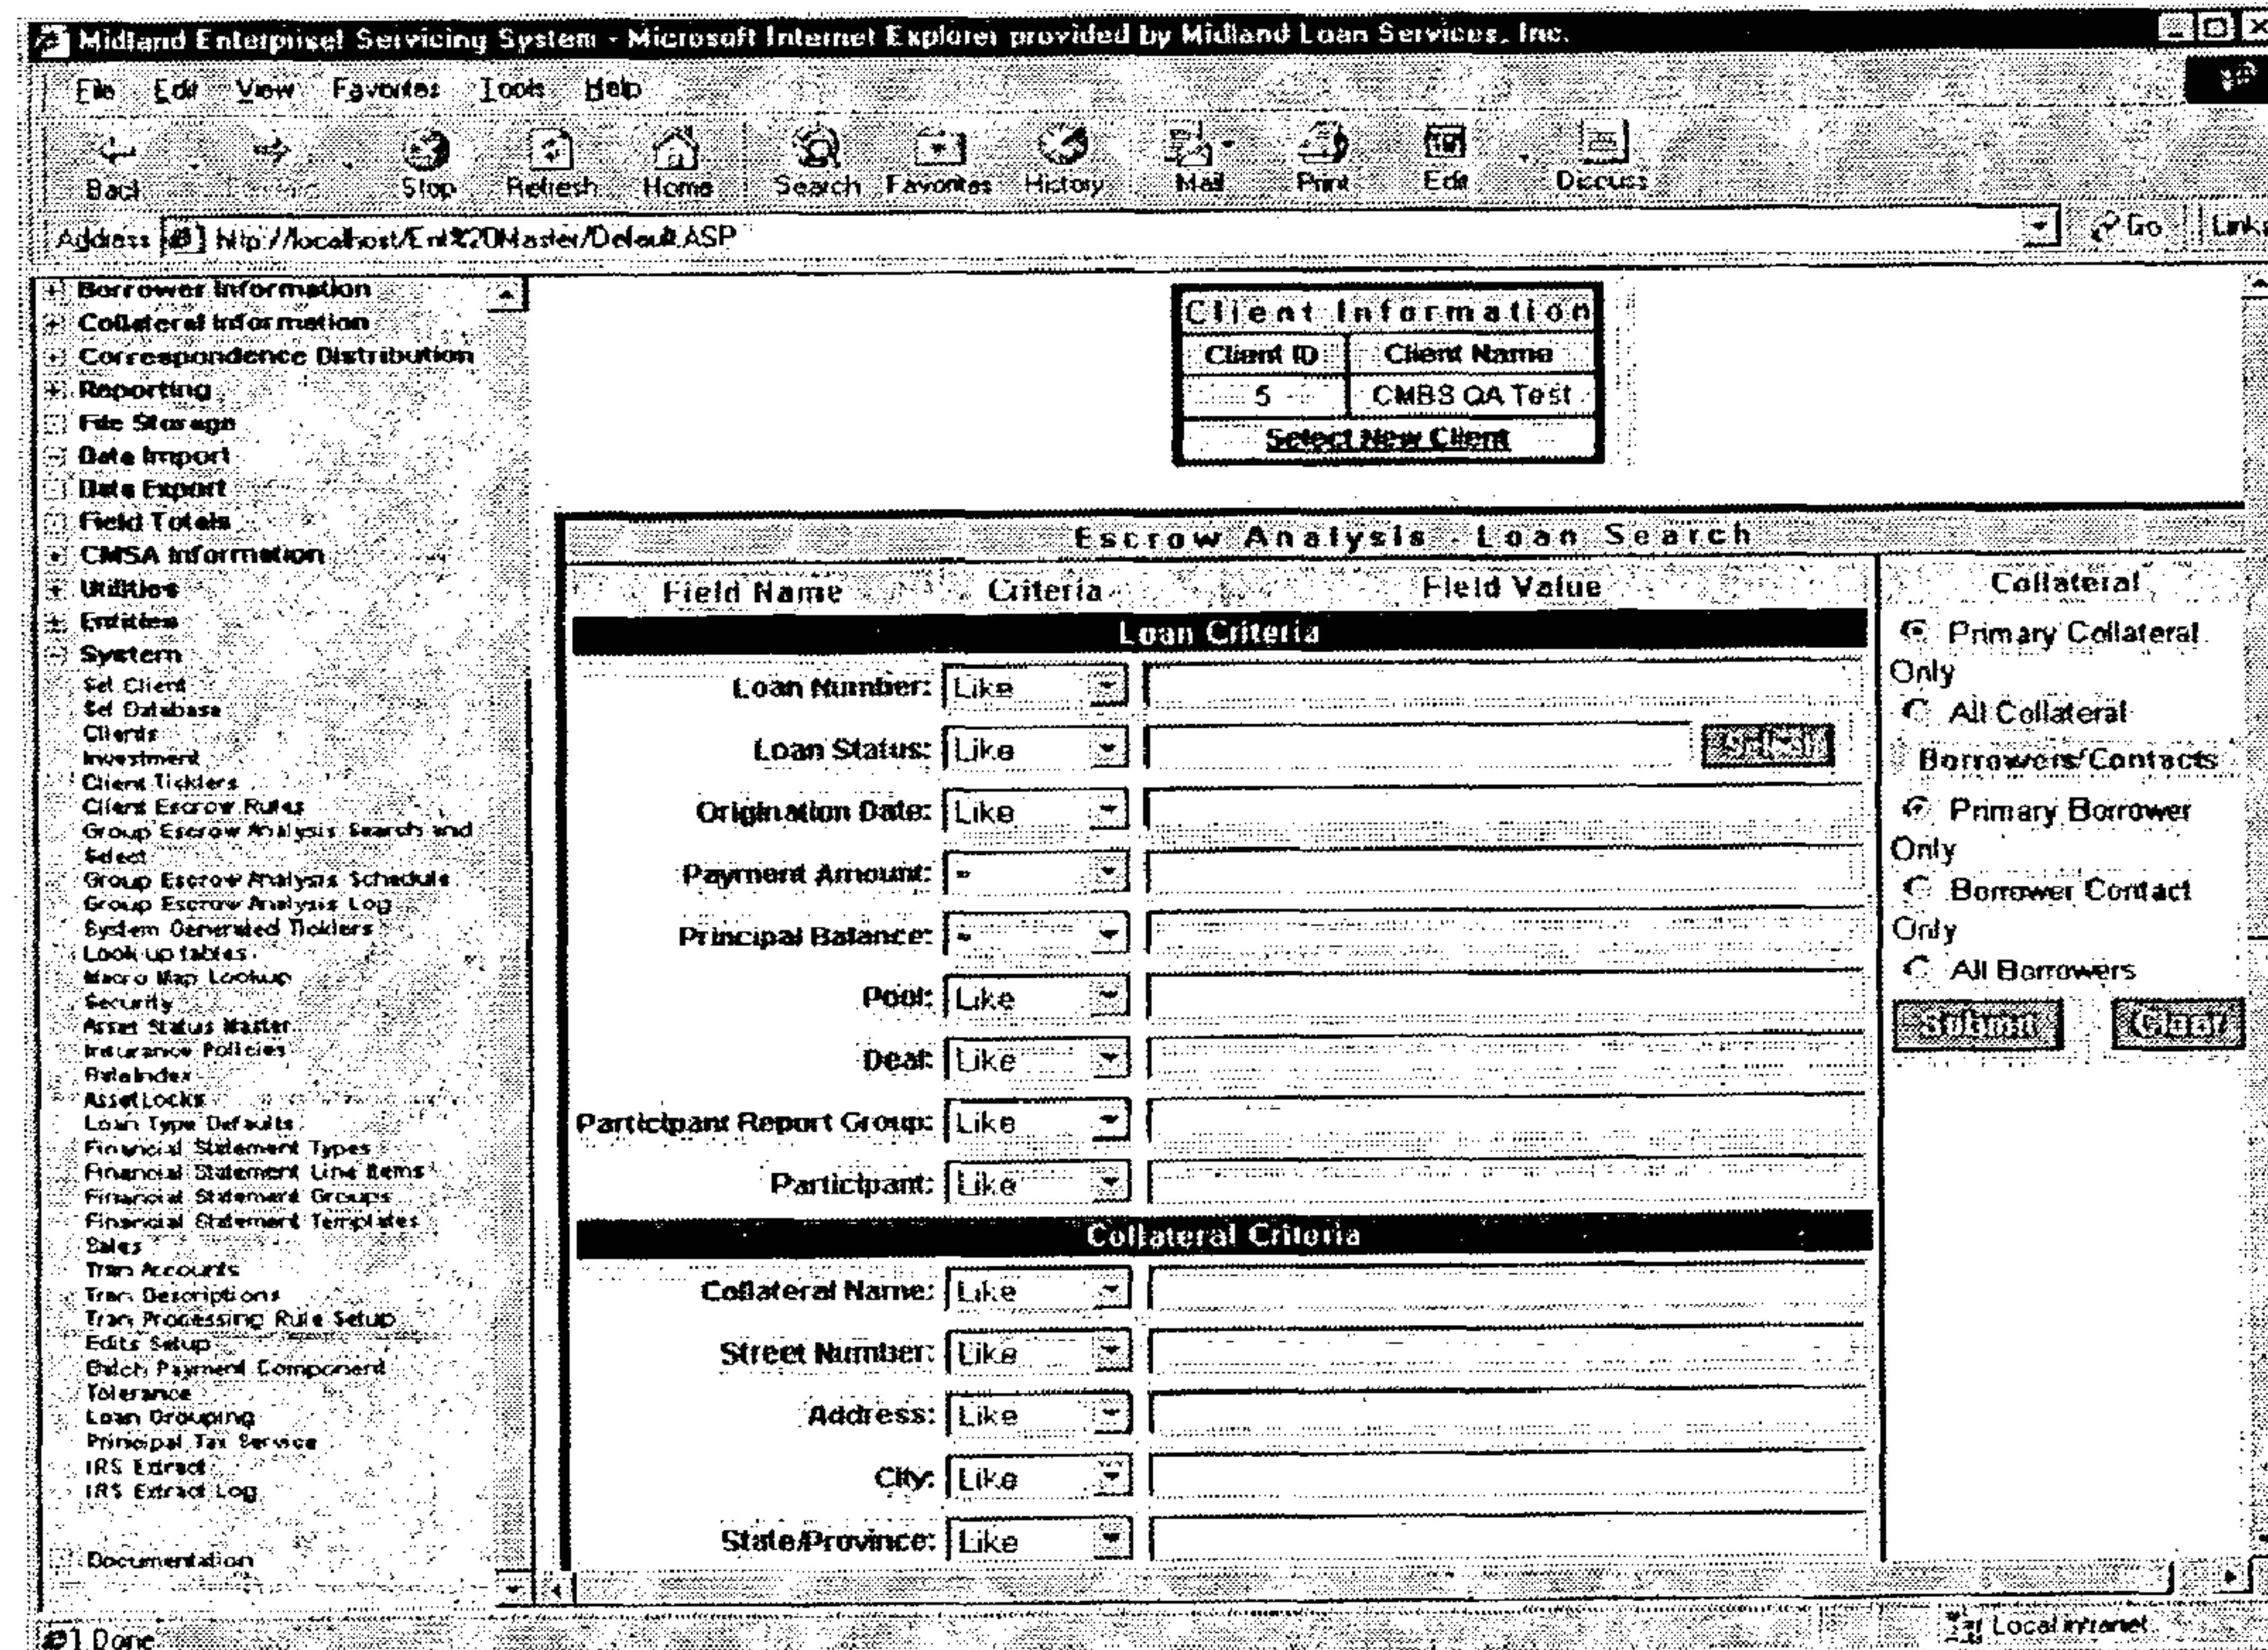 Midland Enterprise! Servicing System - Microsoft Internet Explorer provided by Midland Loan Services, Inc.
File Edit View Favorites Tools Help
Back Stop Refresh Home Search Favorites History Mail Print Edit Discuss
Address http://localhost/Ent%20Master/Default.ASP Go Links
Borrower Information
Collateral Information
Correspondence Distribution
Reporting
File Storage
Data Import
Data Export
Field Totals
CMSA Information
Utilities
Entities
System
Set Client
Set Database
Clients
Investment
Client Ticklers
Client Escrow Rules
Group Escrow Analysis Search and
Select
Group Escrow Analysis Schedule
Group Escrow Analysis Log
System Generated Ticklers
Look up tables
Macro Map Lookup
Security
Asset Status Master
Insurance Policies
RateIndex
AssetLocks
Loan Type Defaults
Financial Statement Types
Financial Statement Line Items
Financial Statement Groups
Financial Statement Templates
Sales
Tran Accounts
Tran Descriptions
Tran Processing Rule Setup
Edits Setup
Batch Payment Component
Tolerance
Loan Grouping
Principal Tax Service
IRS Extract
IRS Extract Log
Documentation
Client Information
Client ID Client Name
5 CMBS QA Test
Select New Client
Escrow Analysis - Loan Search
Field Name Criteria Field Value
Loan Criteria
Loan Number: Like
Loan Status: Like Select
Origination Date: Like
Payment Amount: =
Principal Balance: =
Pool: Like
Deal: Like
Participant Report Group: Like
Participant: Like
Collateral Criteria
Collateral Name: Like
Street Number: Like
Address: Like
City: Like
State/Province: Like
Collateral
Primary Collateral
Only
All Collateral
Borrowers/Contacts
Primary Borrower
Only
Borrower Contact
Only
All Borrowers
Submit Clear
Done
Local intranet